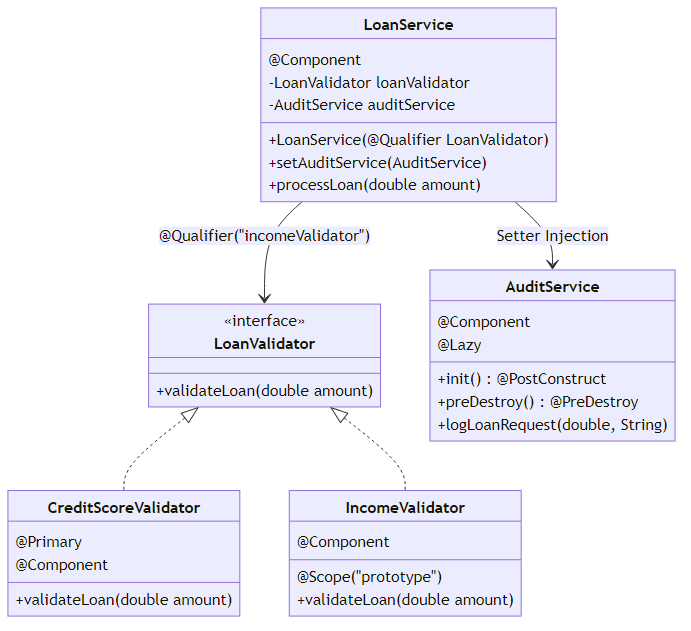 LoanService
@Component
-LoanValidator loanValidator
-AuditService auditService
+LoanService(@Qualifier LoanValidator)
+setAuditService(AuditService)
+processLoan(double amount)
@Qualifier("incomeValidator")
Setter Injection
«interface»
LoanValidator
+validateLoan(double amount)
AuditService
@Component
@Lazy
+init() : @PostConstruct
+preDestroy() : @PreDestroy
+logLoanRequest(double, String)
CreditScoreValidator
@Primary
@Component
+validateLoan(double amount)
IncomeValidator
@Component
@Scope("prototype")
+validateLoan(double amount)